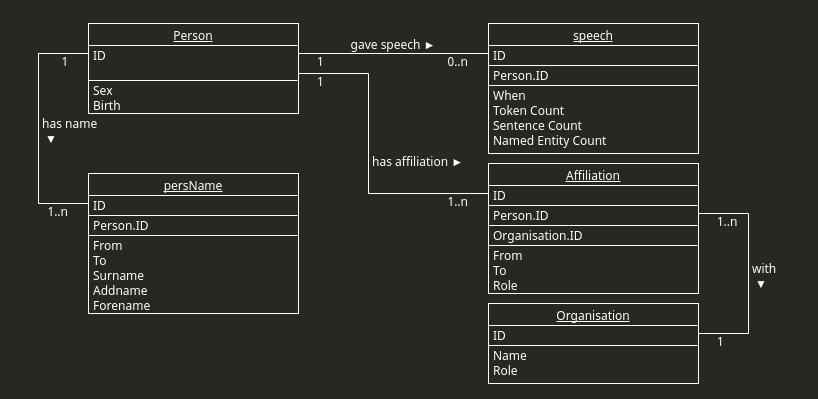 Person
ID
Sex
Birth
1
has name
▼
1..n
persName
ID
Person.ID
From
To
Surname
Addname
Forename
gave speech ►
1
0..n
1
has affiliation ►
1..n
speech
ID
Person.ID
When
Token Count
Sentence Count
Named Entity Count
Affiliation
ID
Person.ID
Organisation.ID
From
To
Role
1..n
with
▼
1
Organisation
ID
Name
Role